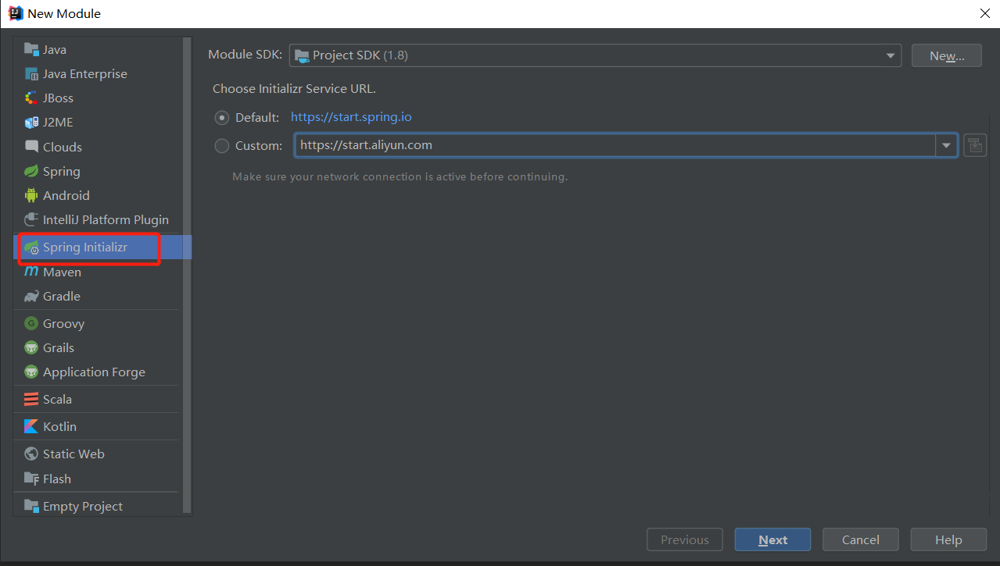 New Module
Java
Java Enterprise
JBoss
J2ME
Clouds
Spring
Android
IntelliJ Platform Plugin
Spring Initializr
Maven
Gradle
Groovy
Grails
Application Forge
Scala
Kotlin
Static Web
Flash
Empty Project
Module SDK: Project SDK (1.8) New...
Choose Initializr Service URL.
Default: https://start.spring.io
Custom: https://start.aliyun.com
Make sure your network connection is active before continuing.
Previous Next Cancel Help